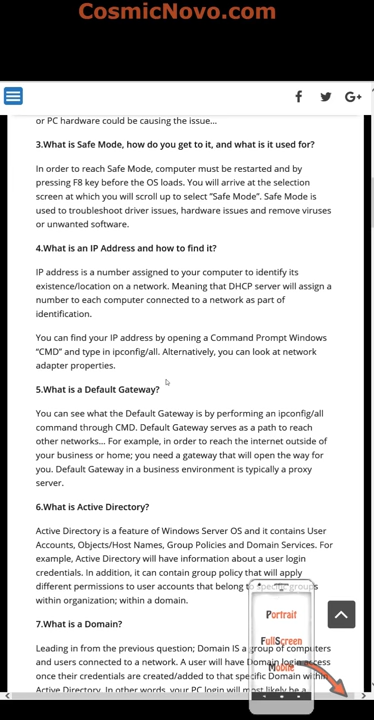 CosmicNovo.com
or PC hardware could be causing the issue...
3.What is Safe Mode, how do you get to it, and what is it used for?
In order to reach Safe Mode, computer must be restarted and by
pressing F8 key before the OS loads. You will arrive at the selection
screen at which you will scroll up to select “Safe Mode”. Safe Mode is
used to troubleshoot driver issues, hardware issues and remove viruses
or unwanted software.
4.What is an IP Address and how to find it?
IP address is a number assigned to your computer to identify its
existence/location on a network. Meaning that DHCP server will assign a
number to each computer connected to a network as part of
identification.
You can find your IP address by opening a Command Prompt Windows
“CMD” and type in ipconfig/all. Alternatively, you can look at network
adapter properties.
5.What is a Default Gateway?
You can see what the Default Gateway is by performing an ipconfig/all
command through CMD. Default Gateway serves as a path to reach
other networks... For example, in order to reach the internet outside of
your business or home; you need a gateway that will open the way for
you. Default Gateway in a business environment is typically a proxy
server.
6.What is Active Directory?
Active Directory is a feature of Windows Server OS and it contains User
Accounts, Objects/Host Names, Group Policies and Domain Services. For
example, Active Directory will have information about a user login
credentials. In addition, it can contain group policy that will apply
different permissions to user accounts that belong to specific groups
within organization; within a domain.
7.What is a Domain?
Leading in from the previous question; Domain IS a group of computers
and users connected to a network. A user will have Domain login access
once their credentials are created/added to that specific Domain within
Active Directory. In other words, your PC login will most likely be a
Portrait
FullScreen
Mobile